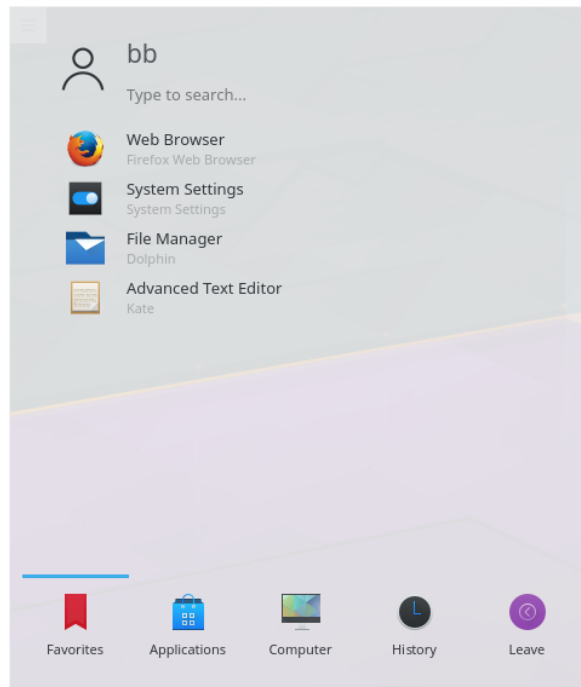 bb
Type to search...
Web Browser
Firefox Web Browser
System Settings
System Settings
File Manager
Dolphin
Advanced Text Editor
Kate
Favorites
Applications
Computer
History
Leave